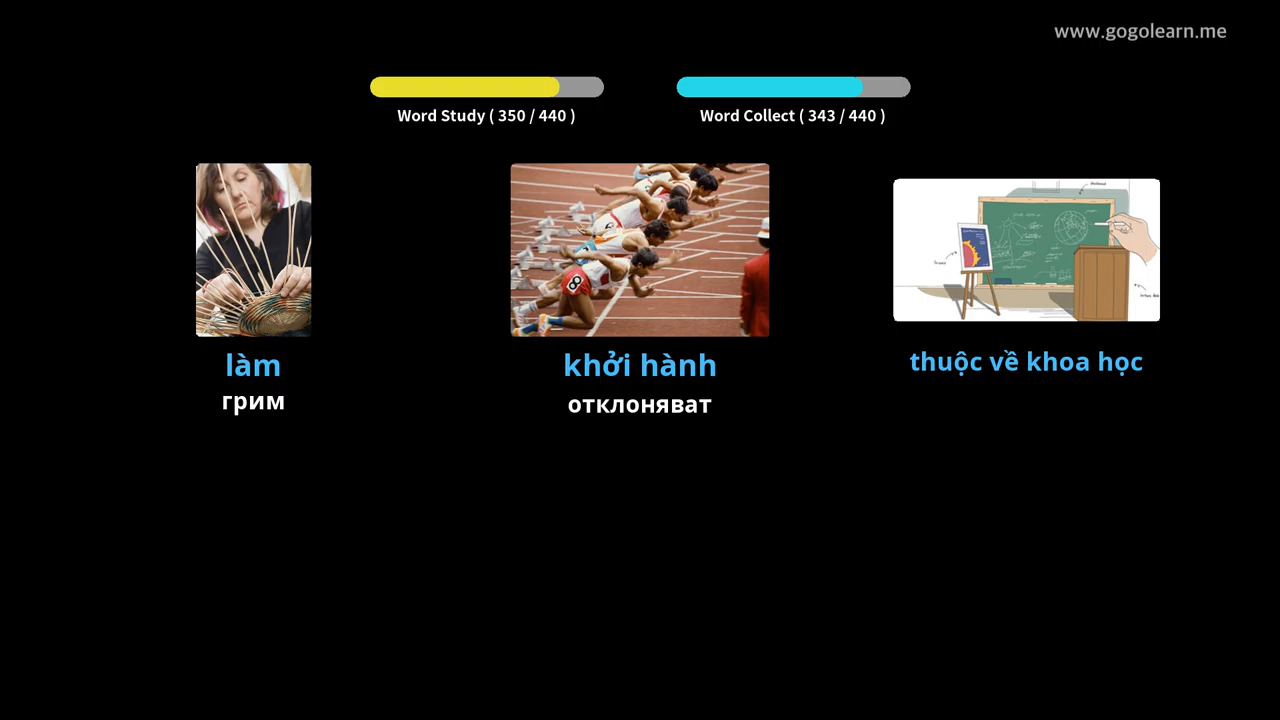 www.gogolearn.me
Word Study ( 350 / 440 )
Word Collect ( 343 / 440 )
làm
грим
khởi hành
отклоняват
thuộc về khoa học